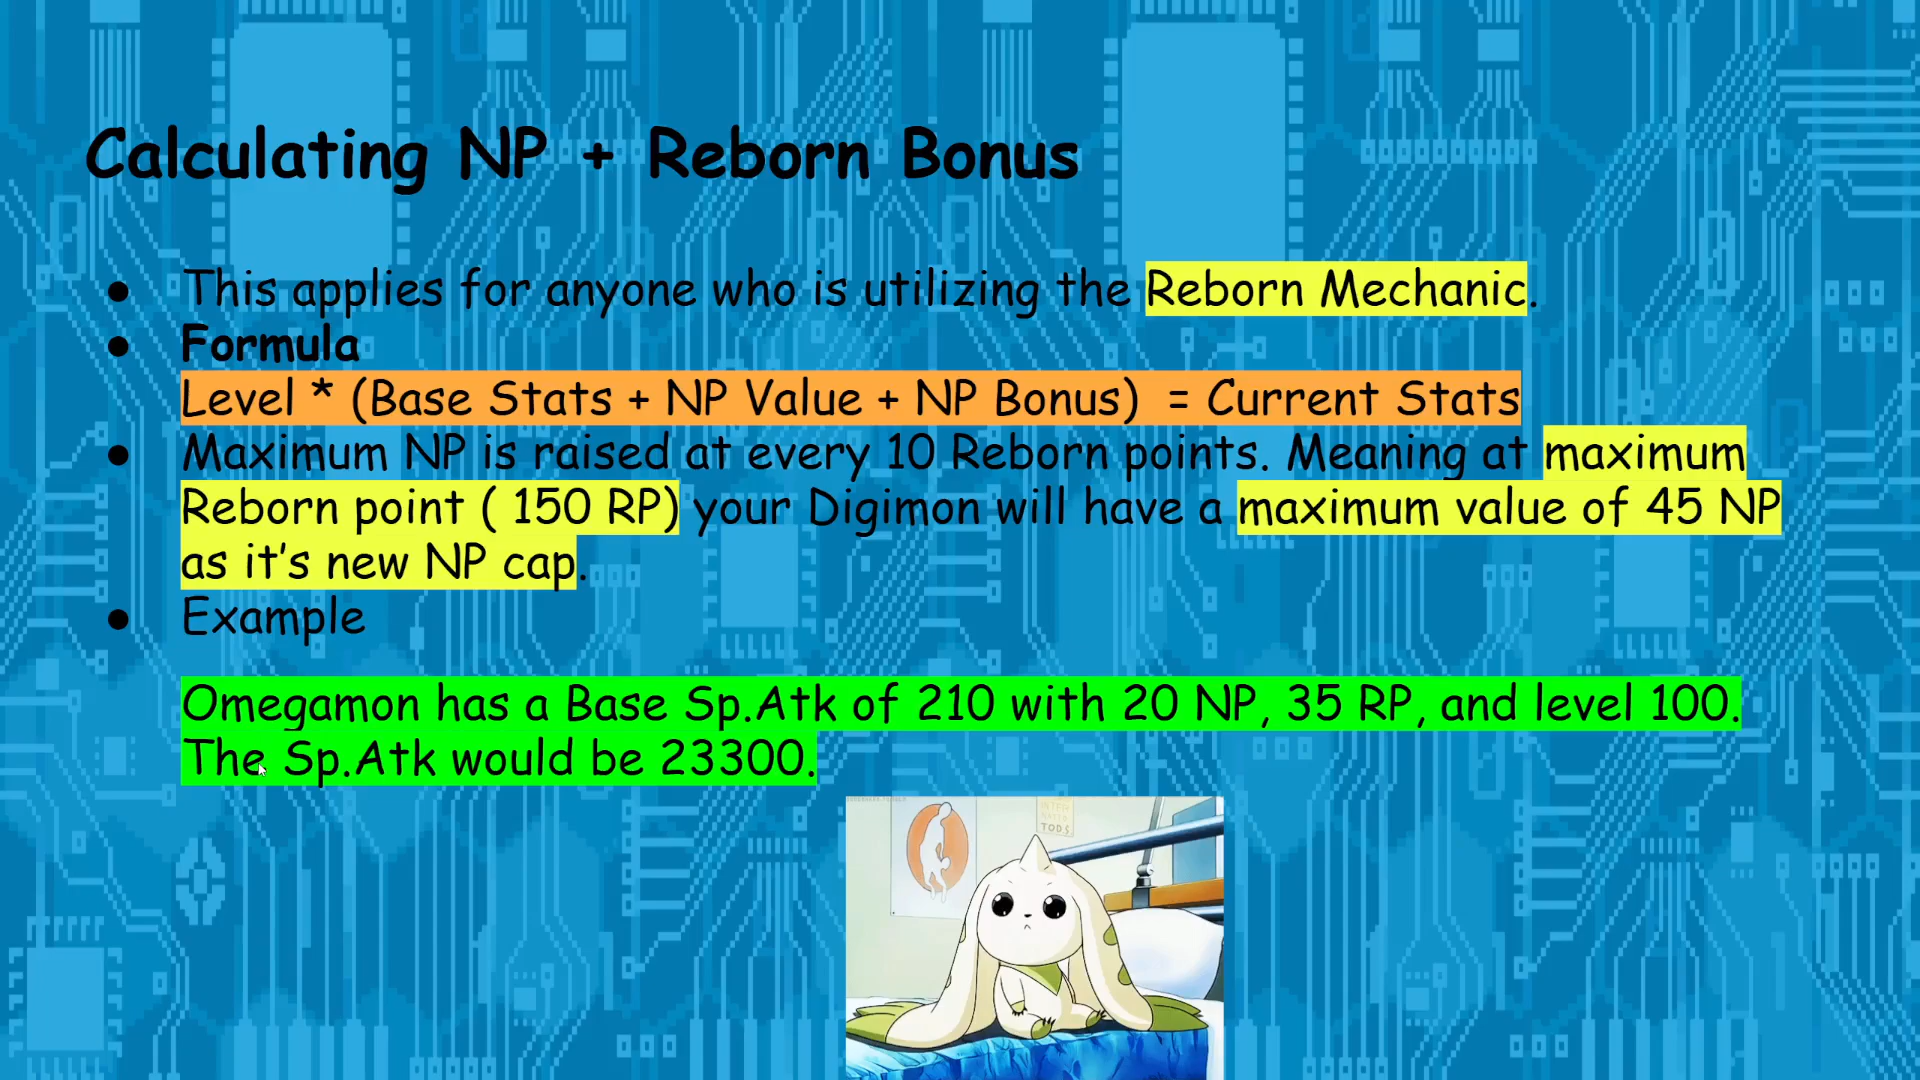 Calculating NP + Reborn Bonus
● This applies for anyone who is utilizing the Reborn Mechanic.
● Formula
Level * (Base Stats + NP Value + NP Bonus) = Current Stats
● Maximum NP is raised at every 10 Reborn points. Meaning at maximum
Reborn point ( 150 RP) your Digimon will have a maximum value of 45 NP
as it’s new NP cap.
● Example
Omegamon has a Base Sp.Atk of 210 with 20 NP, 35 RP, and level 100.
The Sp.Atk would be 23300.
TODS